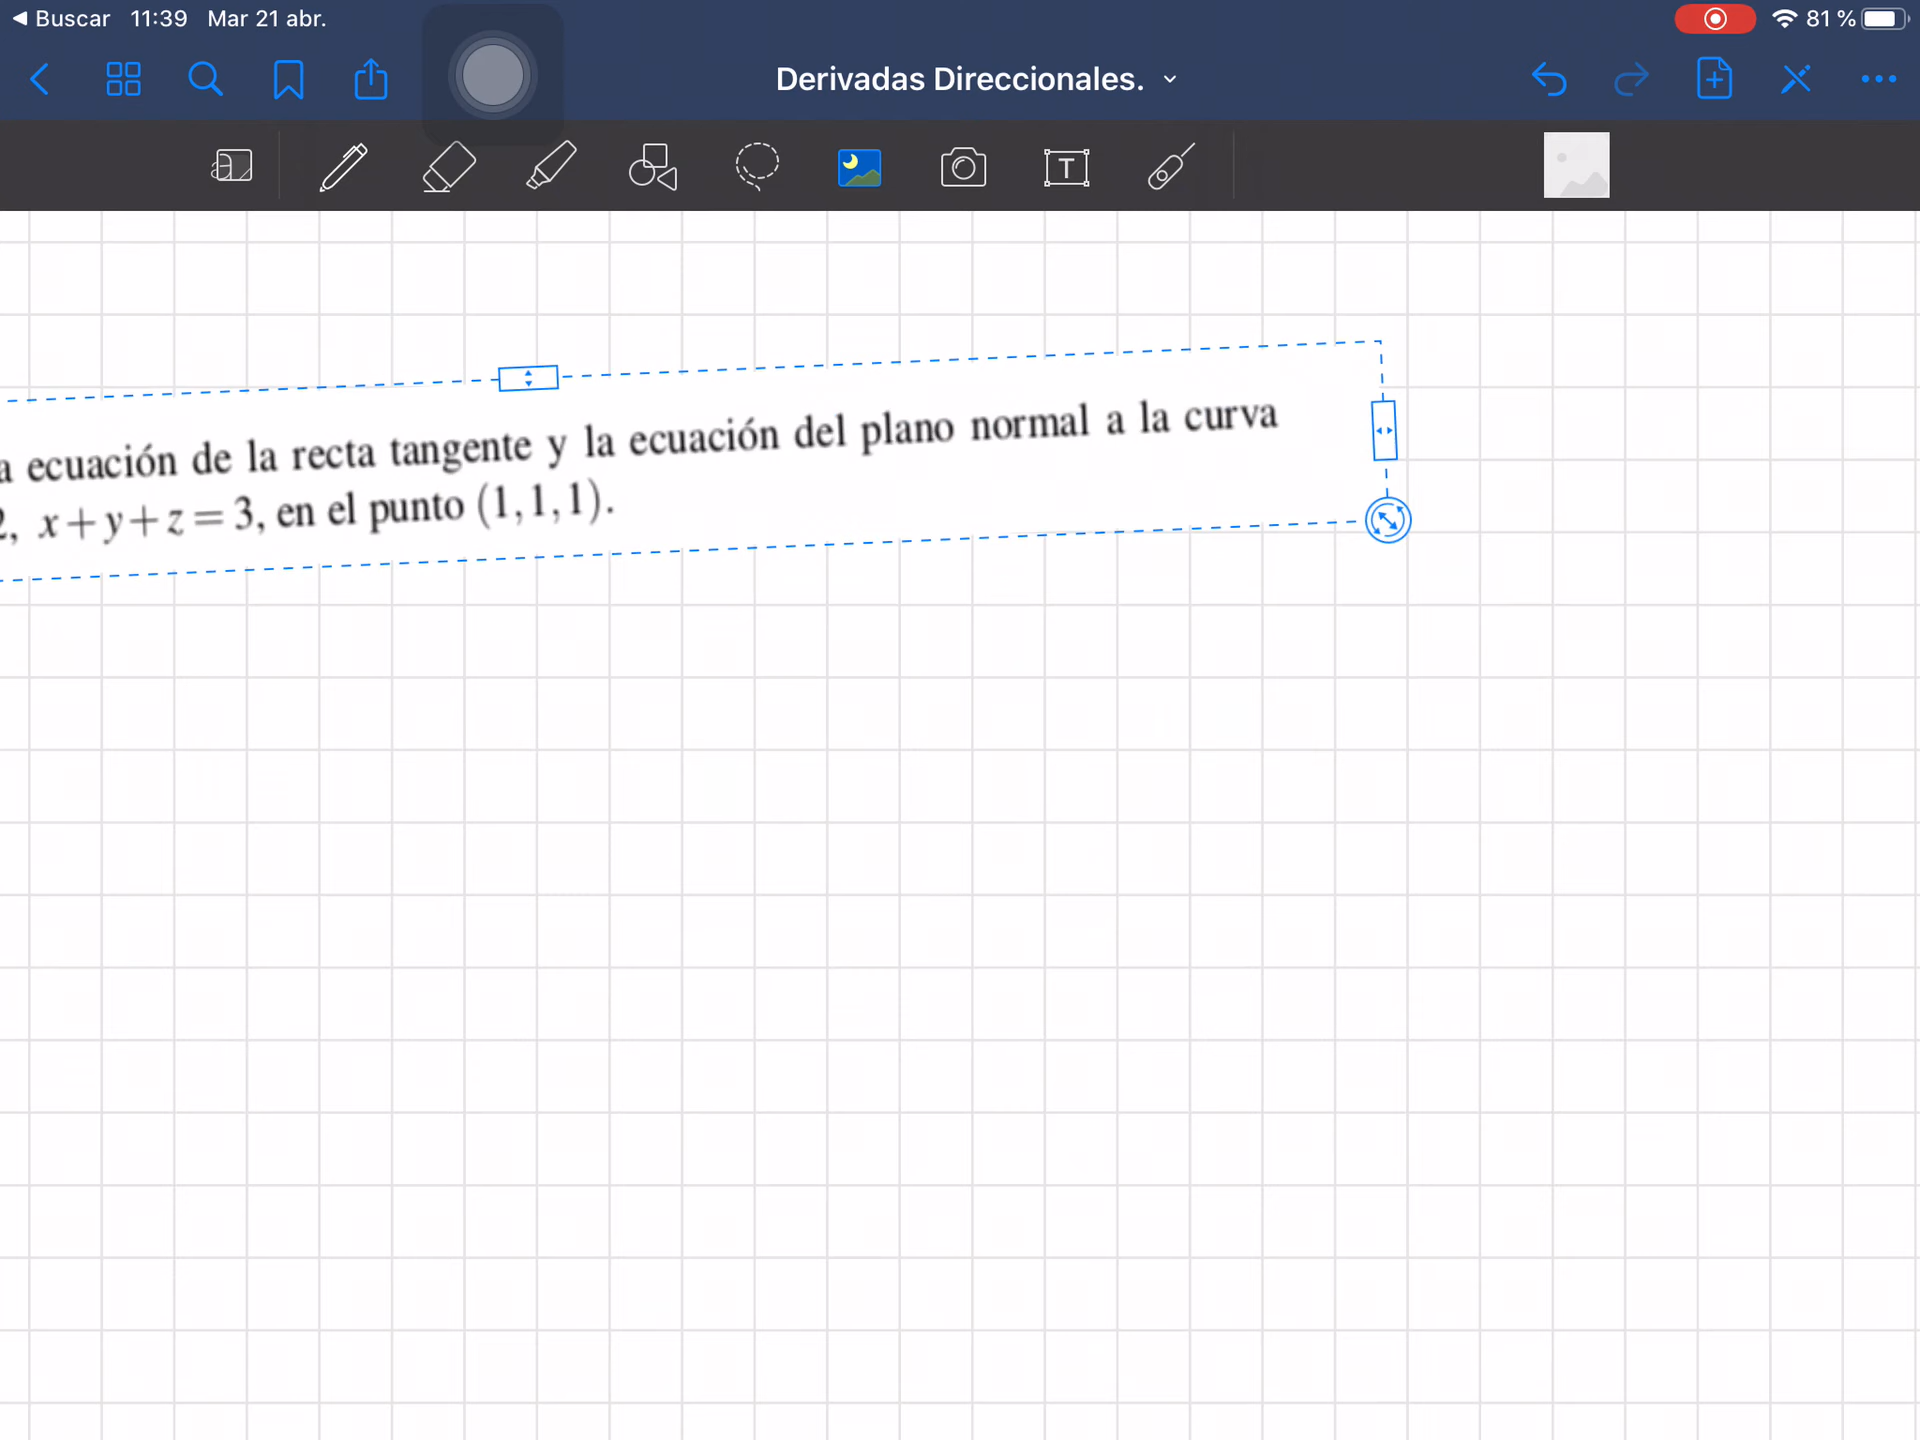 Buscar 11:39 Mar 21 abr. 81 %
Derivadas Direccionales.
T
a ecuación de la recta tangente y la ecuación del plano normal a la curva
2, x+y+z=3, en el punto (1,1,1).